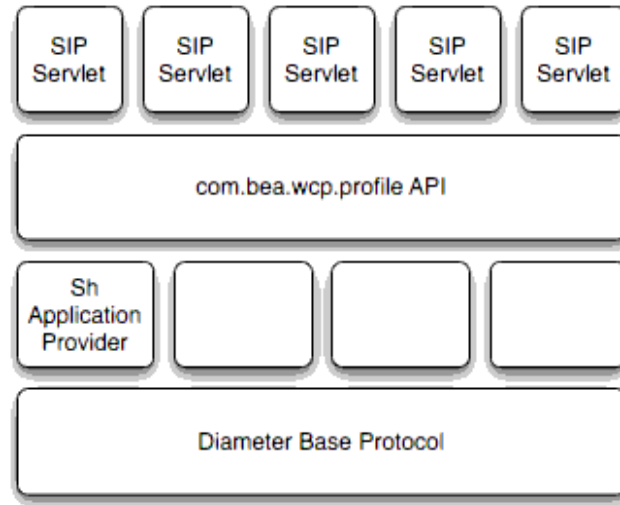 SIP
Servlet
SIP
Servlet
SIP
Servlet
SIP
Servlet
SIP
Servlet
com.bea.wcp.profile API
Sh
Application
Provider
Diameter Base Protocol